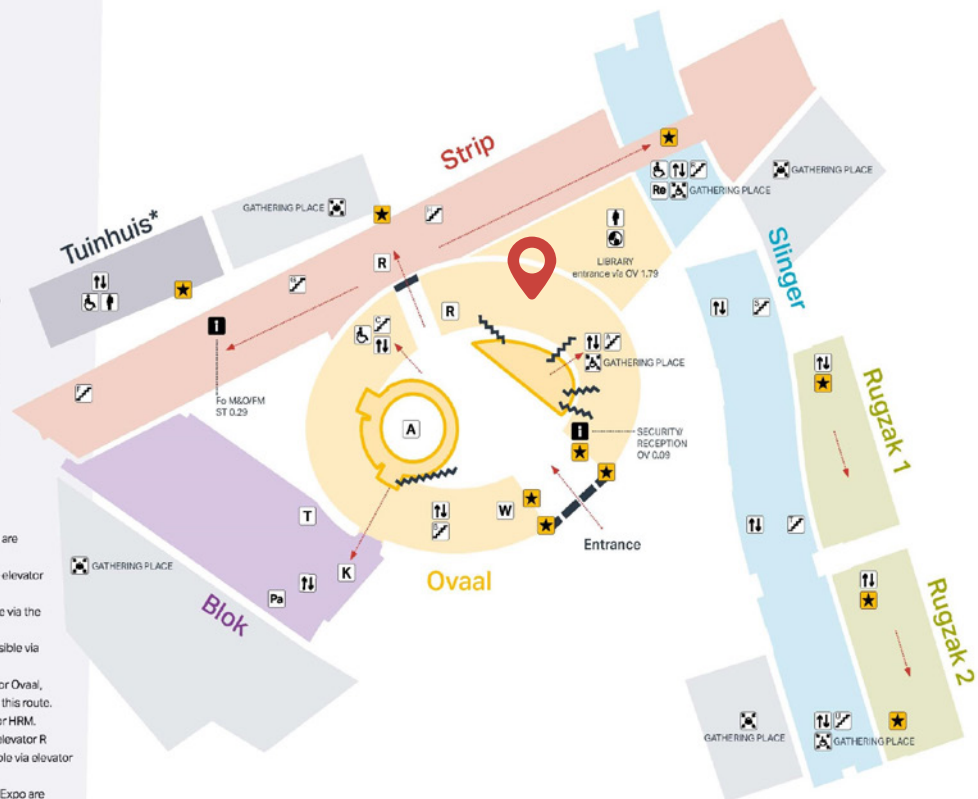 Strip
Tuinhuis*
GATHERING PLACE
GATHERING PLACE
Re
GATHERING PLACE
Slinger
LIBRARY
entrance via OV 1.79
R
R
i
Fo M&O/FM
ST 0.29
GATHERING PLACE
A
i
SECURITY/
RECEPTION
OV 0.09
Rugzak 1
T
W
Entrance
K
Pa
Blok
Ovaal
GATHERING PLACE
Rugzak 2
GATHERING PLACE
GATHERING PLACE
are
elevator
e via the
sible via
or Ovaal,
this route.
or HRM.
elevator R
ble via elevator
Expo are